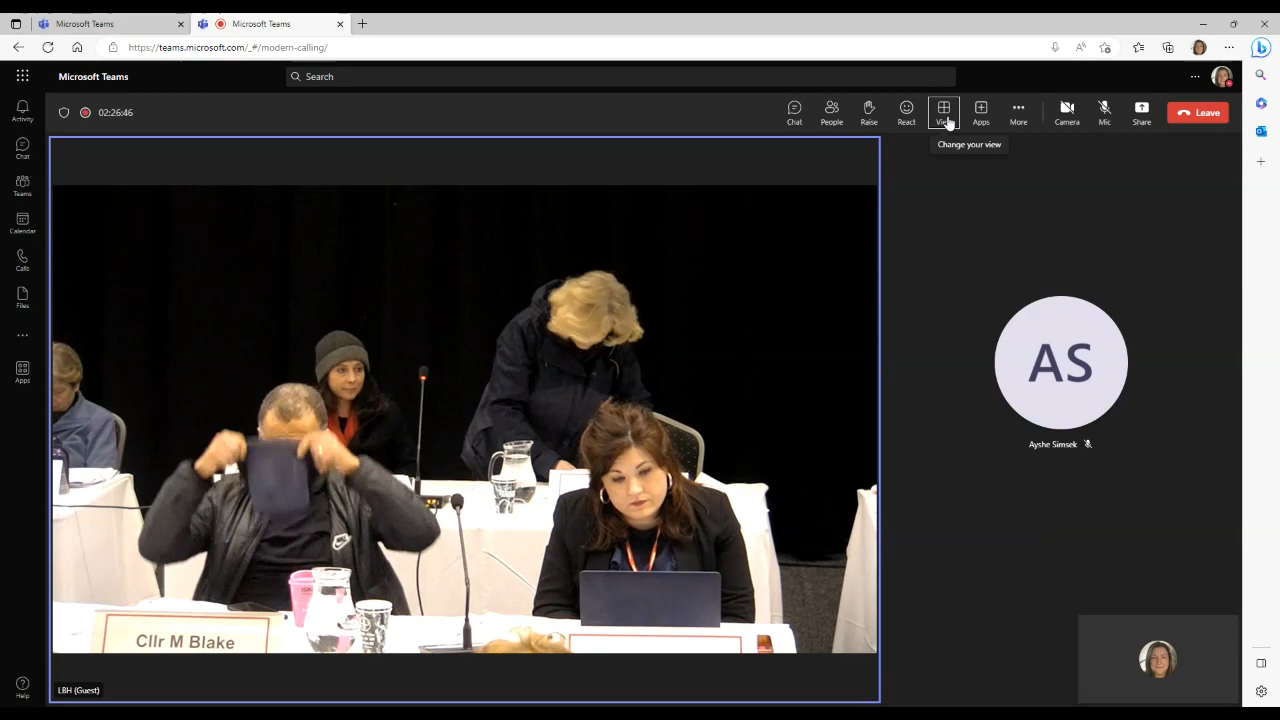 Microsoft Teams
Microsoft Teams
https://teams.microsoft.com/_#/modern-calling/
Microsoft Teams
Search
Activity
Chat
Teams
Calendar
Calls
Files
Apps
Help
02:26:46
Chat
People
Raise
React
View
Apps
More
Camera
Mic
Share
Leave
Change your view
Cllr M Blake
LBH (Guest)
AS
Ayshe Simsek